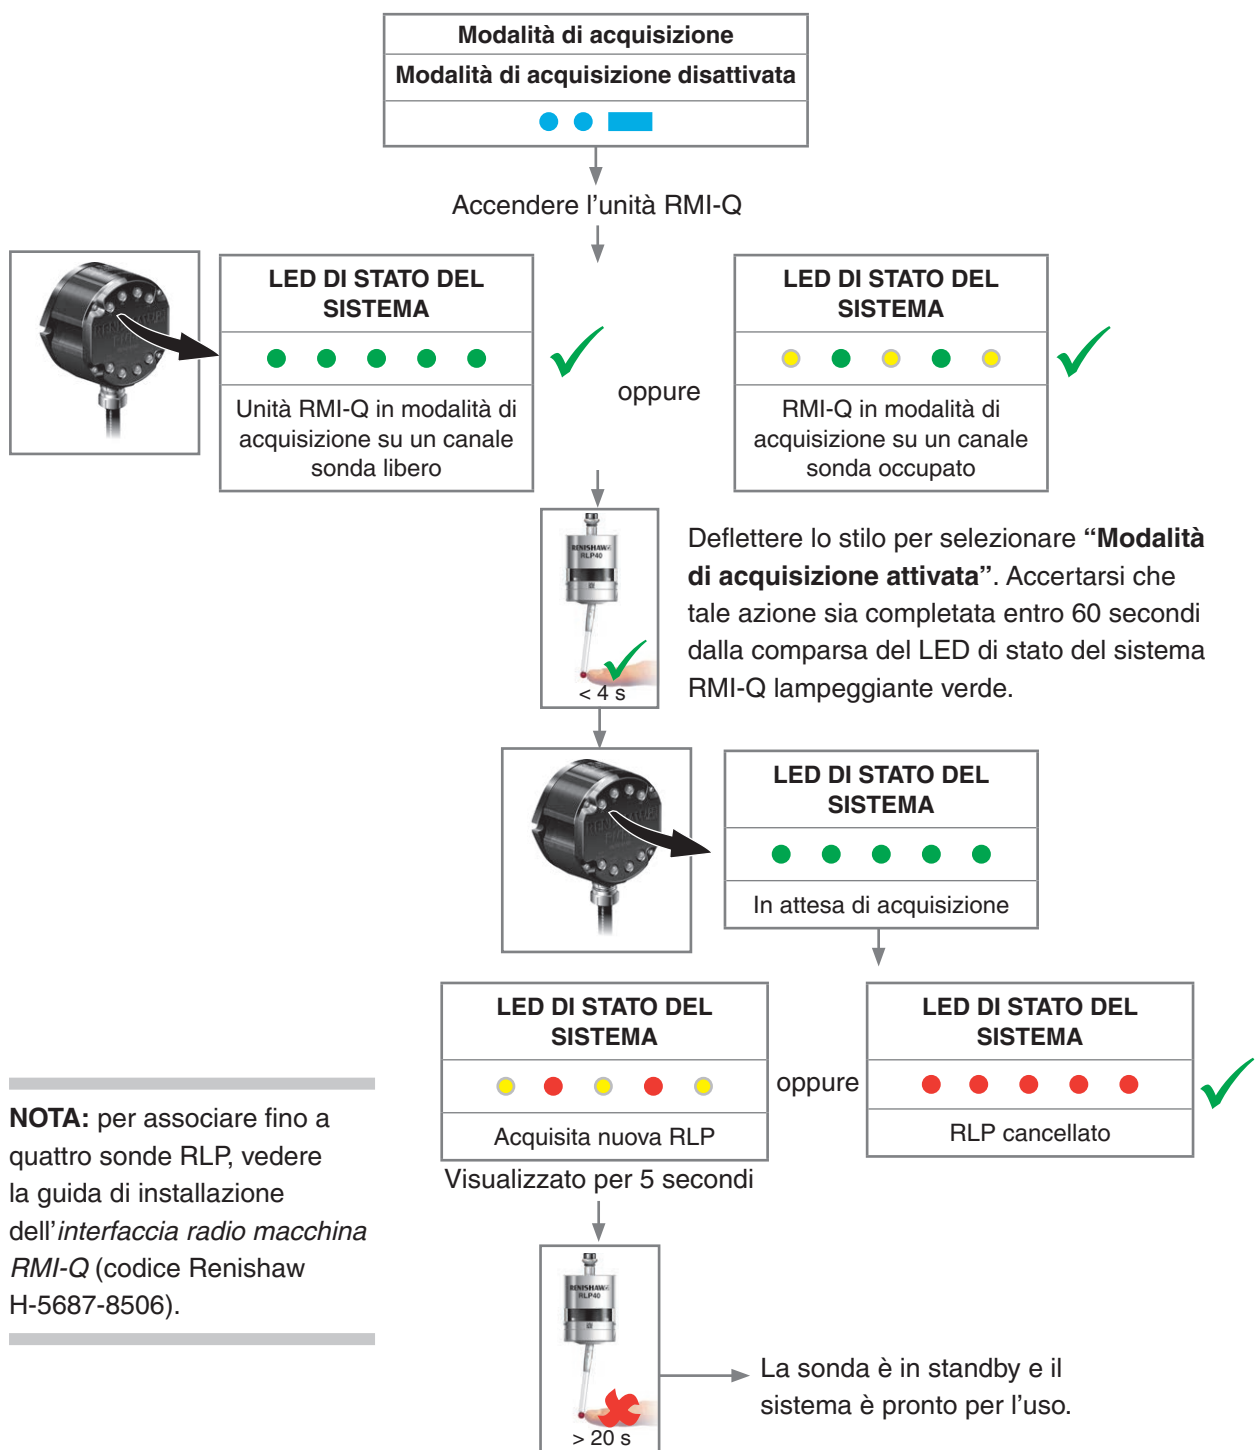 Modalità di acquisizione
Modalità di acquisizione disattivata
Accendere l’unità RMI-Q
LED DI STATO DEL
SISTEMA
Unità RMI-Q in modalità di
acquisizione su un canale
sonda libero
oppure
LED DI STATO DEL
SISTEMA
RMI-Q in modalità di
acquisizione su un canale
sonda occupato
RENISHAW
RLP40
< 4 s
Deflettere lo stilo per selezionare “Modalità
di acquisizione attivata”. Accertarsi che
tale azione sia completata entro 60 secondi
dalla comparsa del LED di stato del sistema
RMI-Q lampeggiante verde.
LED DI STATO DEL
SISTEMA
In attesa di acquisizione
LED DI STATO DEL
SISTEMA
Acquisita nuova RLP
Visualizzato per 5 secondi
oppure
LED DI STATO DEL
SISTEMA
RLP cancellato
NOTA: per associare fino a
quattro sonde RLP, vedere
la guida di installazione
dell’interfaccia radio macchina
RMI-Q (codice Renishaw
H-5687-8506).
RENISHAW
RLP40
> 20 s
La sonda è in standby e il
sistema è pronto per l’uso.